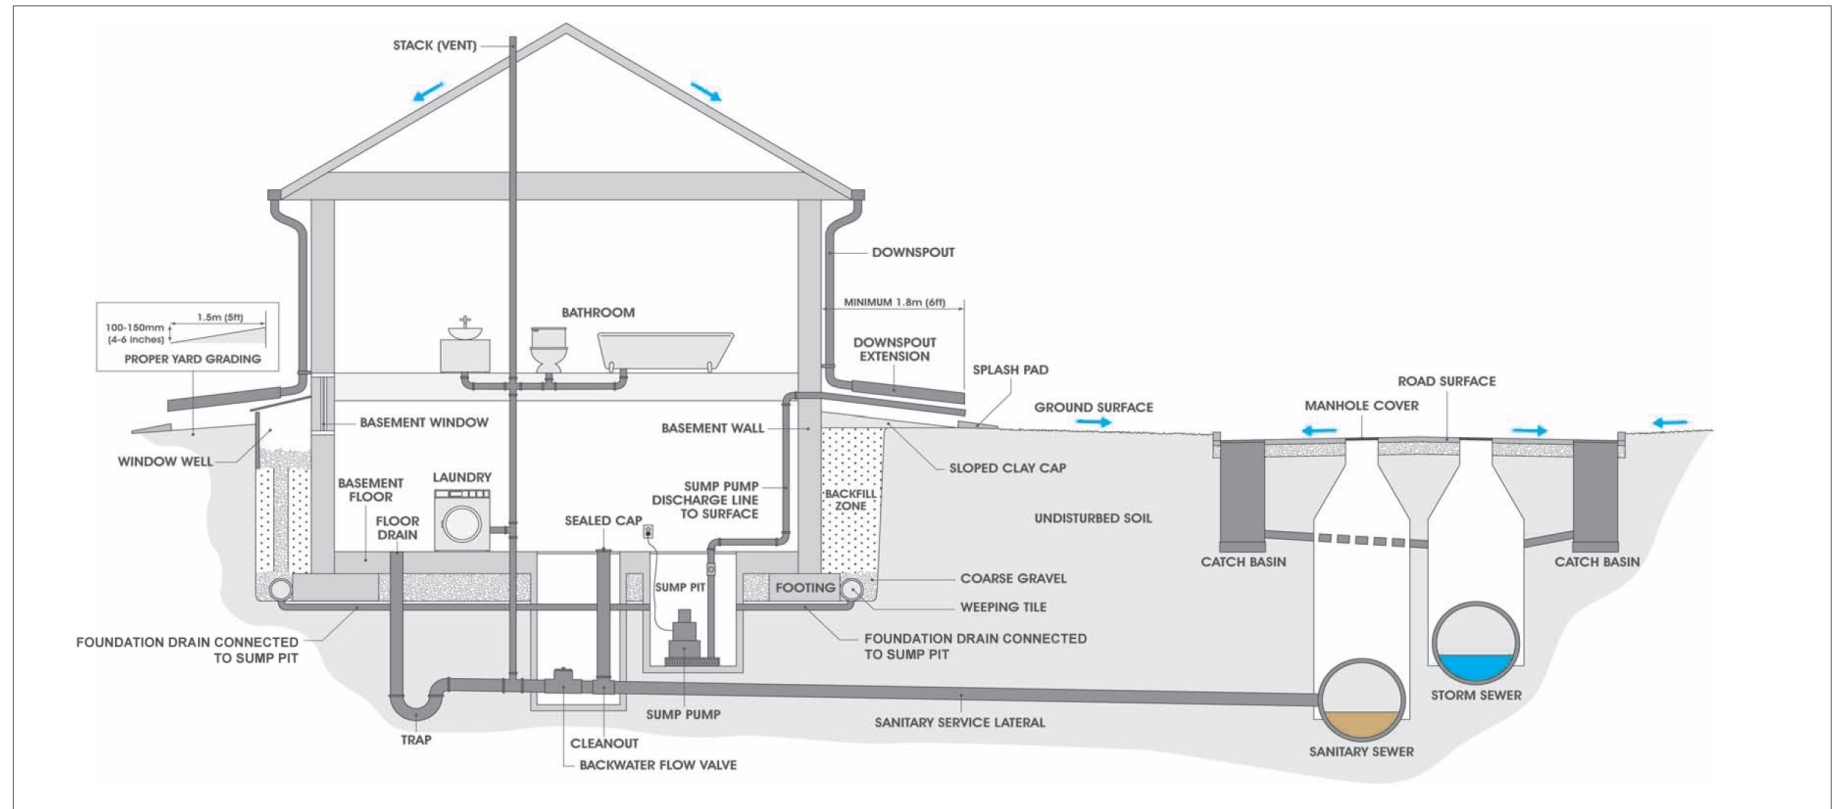 STACK (VENT)
DOWNSPOUT
MINIMUM 1.8m (6ft)
BATHROOM
1.5m (5ft)
100-150mm
(4-6 inches)
PROPER YARD GRADING
DOWNSPOUT
EXTENSION
SPLASH PAD
ROAD SURFACE
GROUND SURFACE
MANHOLE COVER
BASEMENT WINDOW
BASEMENT WALL
WINDOW WELL
SLOPED CLAY CAP
BASEMENT
FLOOR
LAUNDRY
SUMP PUMP
DISCHARGE LINE
TO SURFACE
BACKFILL
ZONE
FLOOR
DRAIN
SEALED CAP
UNDISTURBED SOIL
CATCH BASIN
CATCH BASIN
COARSE GRAVEL
SUMP PIT
FOOTING
WEEPING TILE
FOUNDATION DRAIN CONNECTED
TO SUMP PIT
FOUNDATION DRAIN CONNECTED
TO SUMP PIT
STORM SEWER
SUMP PUMP
SANITARY SERVICE LATERAL
TRAP
CLEANOUT
SANITARY SEWER
BACKWATER FLOW VALVE